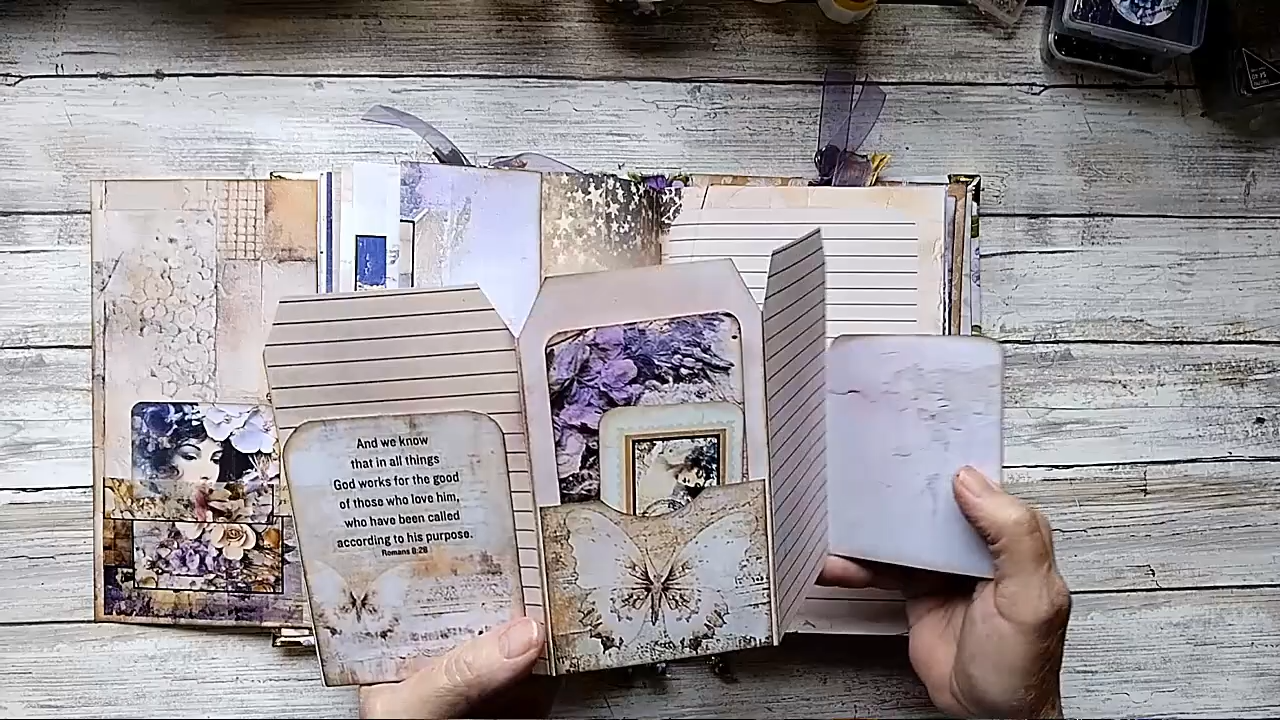 And we know
that in all things
God works for the good
of those who love him,
who have been called
according to his purpose.
Romans 8:28